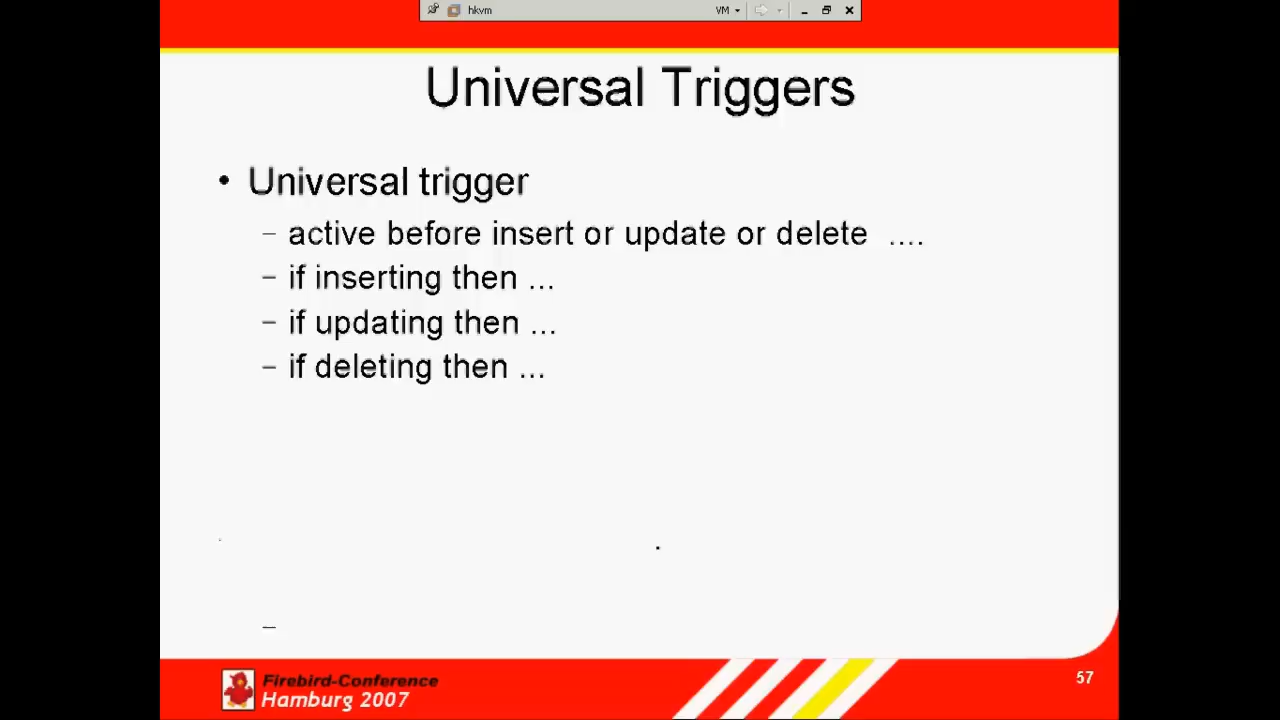 hkvm
VM
Universal Triggers
• Universal trigger
– active before insert or update or delete ....
– if inserting then ...
– if updating then ...
– if deleting then ...
–
Firebird-Conference
Hamburg 2007
57